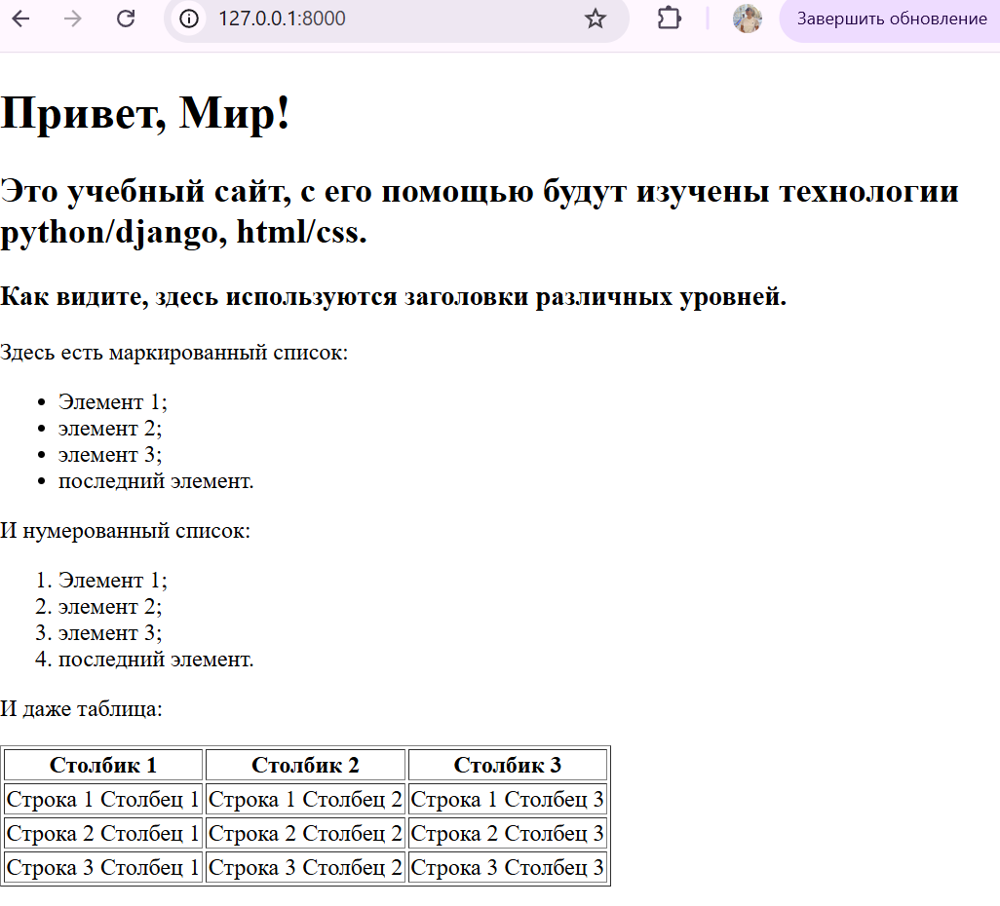 127.0.0.1:8000
Завершить обновление
Привет, Мир!
Это учебный сайт, с его помощью будут изучены технологии
python/django, html/css.
Как видите, здесь используются заголовки различных уровней.
Здесь есть маркированный список:
• Элемент 1;
• элемент 2;
• элемент 3;
• последний элемент.
И нумерованный список:
1. Элемент 1;
2. элемент 2;
3. элемент 3;
4. последний элемент.
И даже таблица:
Столбик 1 Столбик 2 Столбик 3
Строка 1 Столбец 1 Строка 1 Столбец 2 Строка 1 Столбец 3
Строка 2 Столбец 1 Строка 2 Столбец 2 Строка 2 Столбец 3
Строка 3 Столбец 1 Строка 3 Столбец 2 Строка 3 Столбец 3